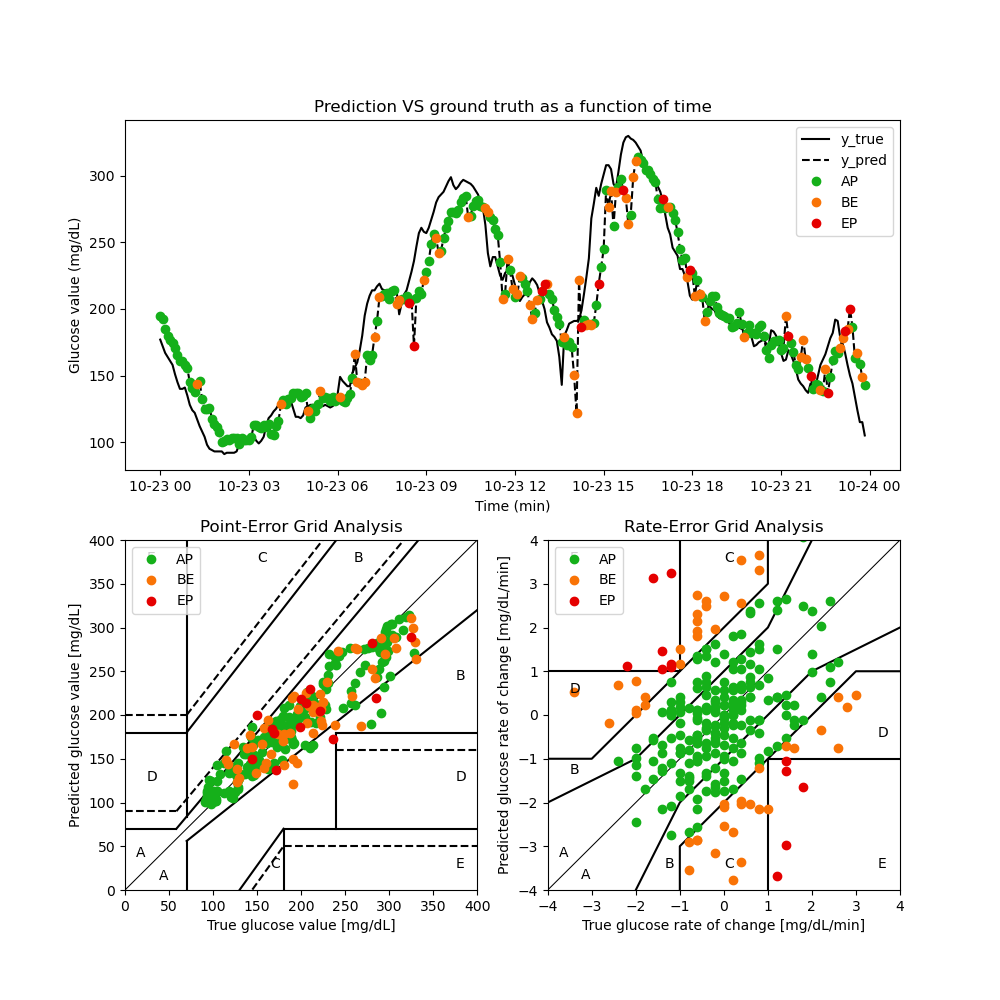 Prediction VS ground truth as a function of time
Glucose value (mg/dL)
300
250
200
150
100
y_true
y_pred
AP
BE
EP
10-23 00 10-23 03 10-23 06 10-23 09 10-23 12 10-23 15 10-23 18 10-23 21 10-24 00
Time (min)
Point-Error Grid Analysis
Predicted glucose value [mg/dL]
400
350
300
250
200
150
100
50
0
AP
BE
EP
C
B
B
D
D
A
A
C
E
0 50 100 150 200 250 300 350 400
True glucose value [mg/dL]
Rate-Error Grid Analysis
Predicted glucose rate of change [mg/dL/min]
4
3
2
1
0
−1
−2
−3
−4
AP
BE
EP
C
D
D
B
A
A
B
C
E
−4 −3 −2 −1 0 1 2 3 4
True glucose rate of change [mg/dL/min]